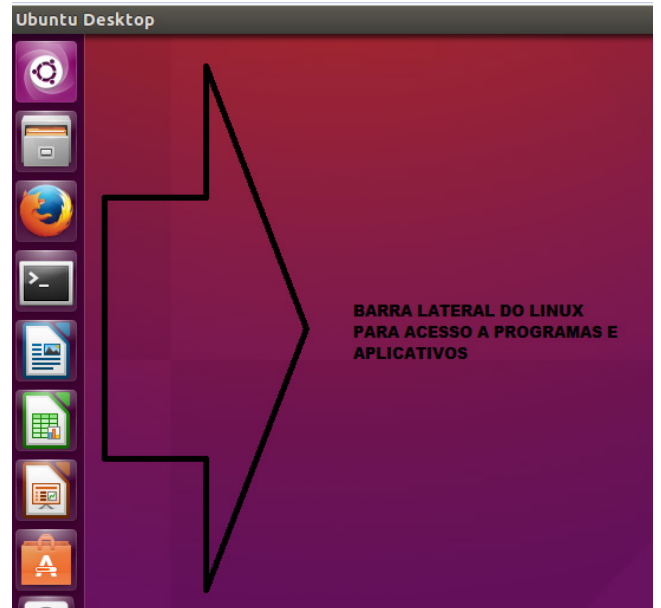 Ubuntu Desktop
>_
BARRA LATERAL DO LINUX
PARA ACESSO A PROGRAMAS E
APLICATIVOS
A